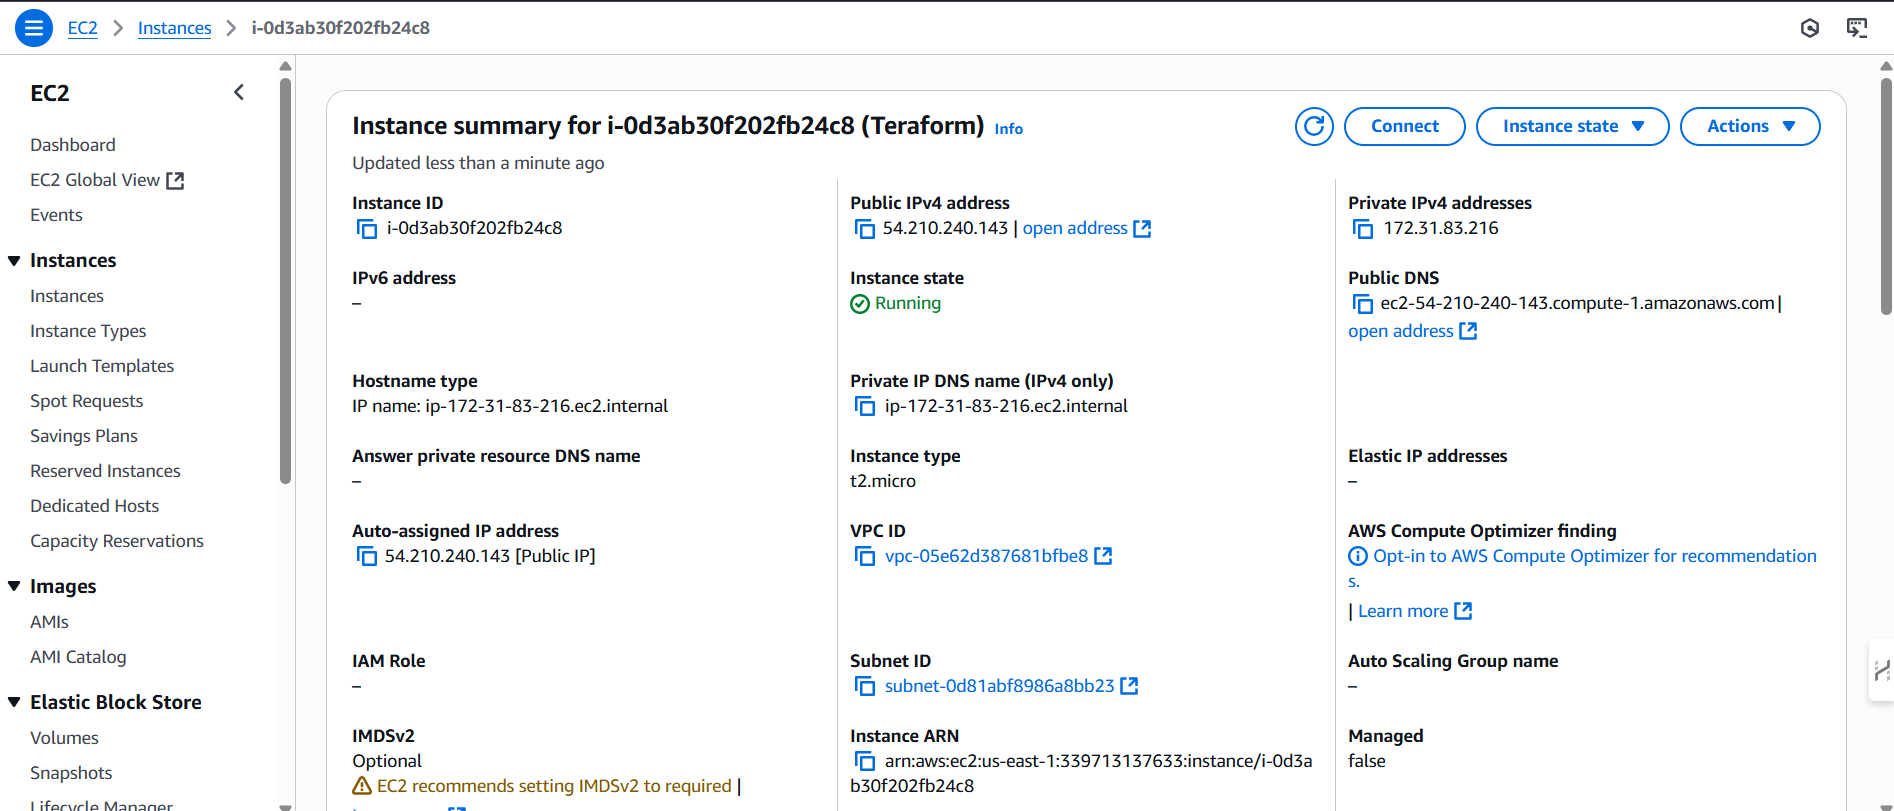 EC2 > Instances > i-0d3ab30f202fb24c8
EC2
Dashboard
EC2 Global View
Events
Instances
Instances
Instance Types
Launch Templates
Spot Requests
Savings Plans
Reserved Instances
Dedicated Hosts
Capacity Reservations
Images
AMIs
AMI Catalog
Elastic Block Store
Volumes
Snapshots
Lifecycle Manager
Instance summary for i-0d3ab30f202fb24c8 (Teraform) Info
Connect
Instance state
Actions
Updated less than a minute ago
Instance ID
i-0d3ab30f202fb24c8
Public IPv4 address
54.210.240.143 | open address
Private IPv4 addresses
172.31.83.216
IPv6 address
–
Instance state
Running
Public DNS
ec2-54-210-240-143.compute-1.amazonaws.com |
open address
Hostname type
IP name: ip-172-31-83-216.ec2.internal
Private IP DNS name (IPv4 only)
ip-172-31-83-216.ec2.internal
Answer private resource DNS name
–
Instance type
t2.micro
Elastic IP addresses
–
Auto-assigned IP address
54.210.240.143 [Public IP]
VPC ID
vpc-05e62d387681bfbe8
AWS Compute Optimizer finding
Opt-in to AWS Compute Optimizer for recommendation
s.
| Learn more
IAM Role
–
Subnet ID
subnet-0d81abf8986a8bb23
Auto Scaling Group name
–
IMDSv2
Optional
EC2 recommends setting IMDSv2 to required |
Instance ARN
arn:aws:ec2:us-east-1:339713137633:instance/i-0d3a
b30f202fb24c8
Managed
false